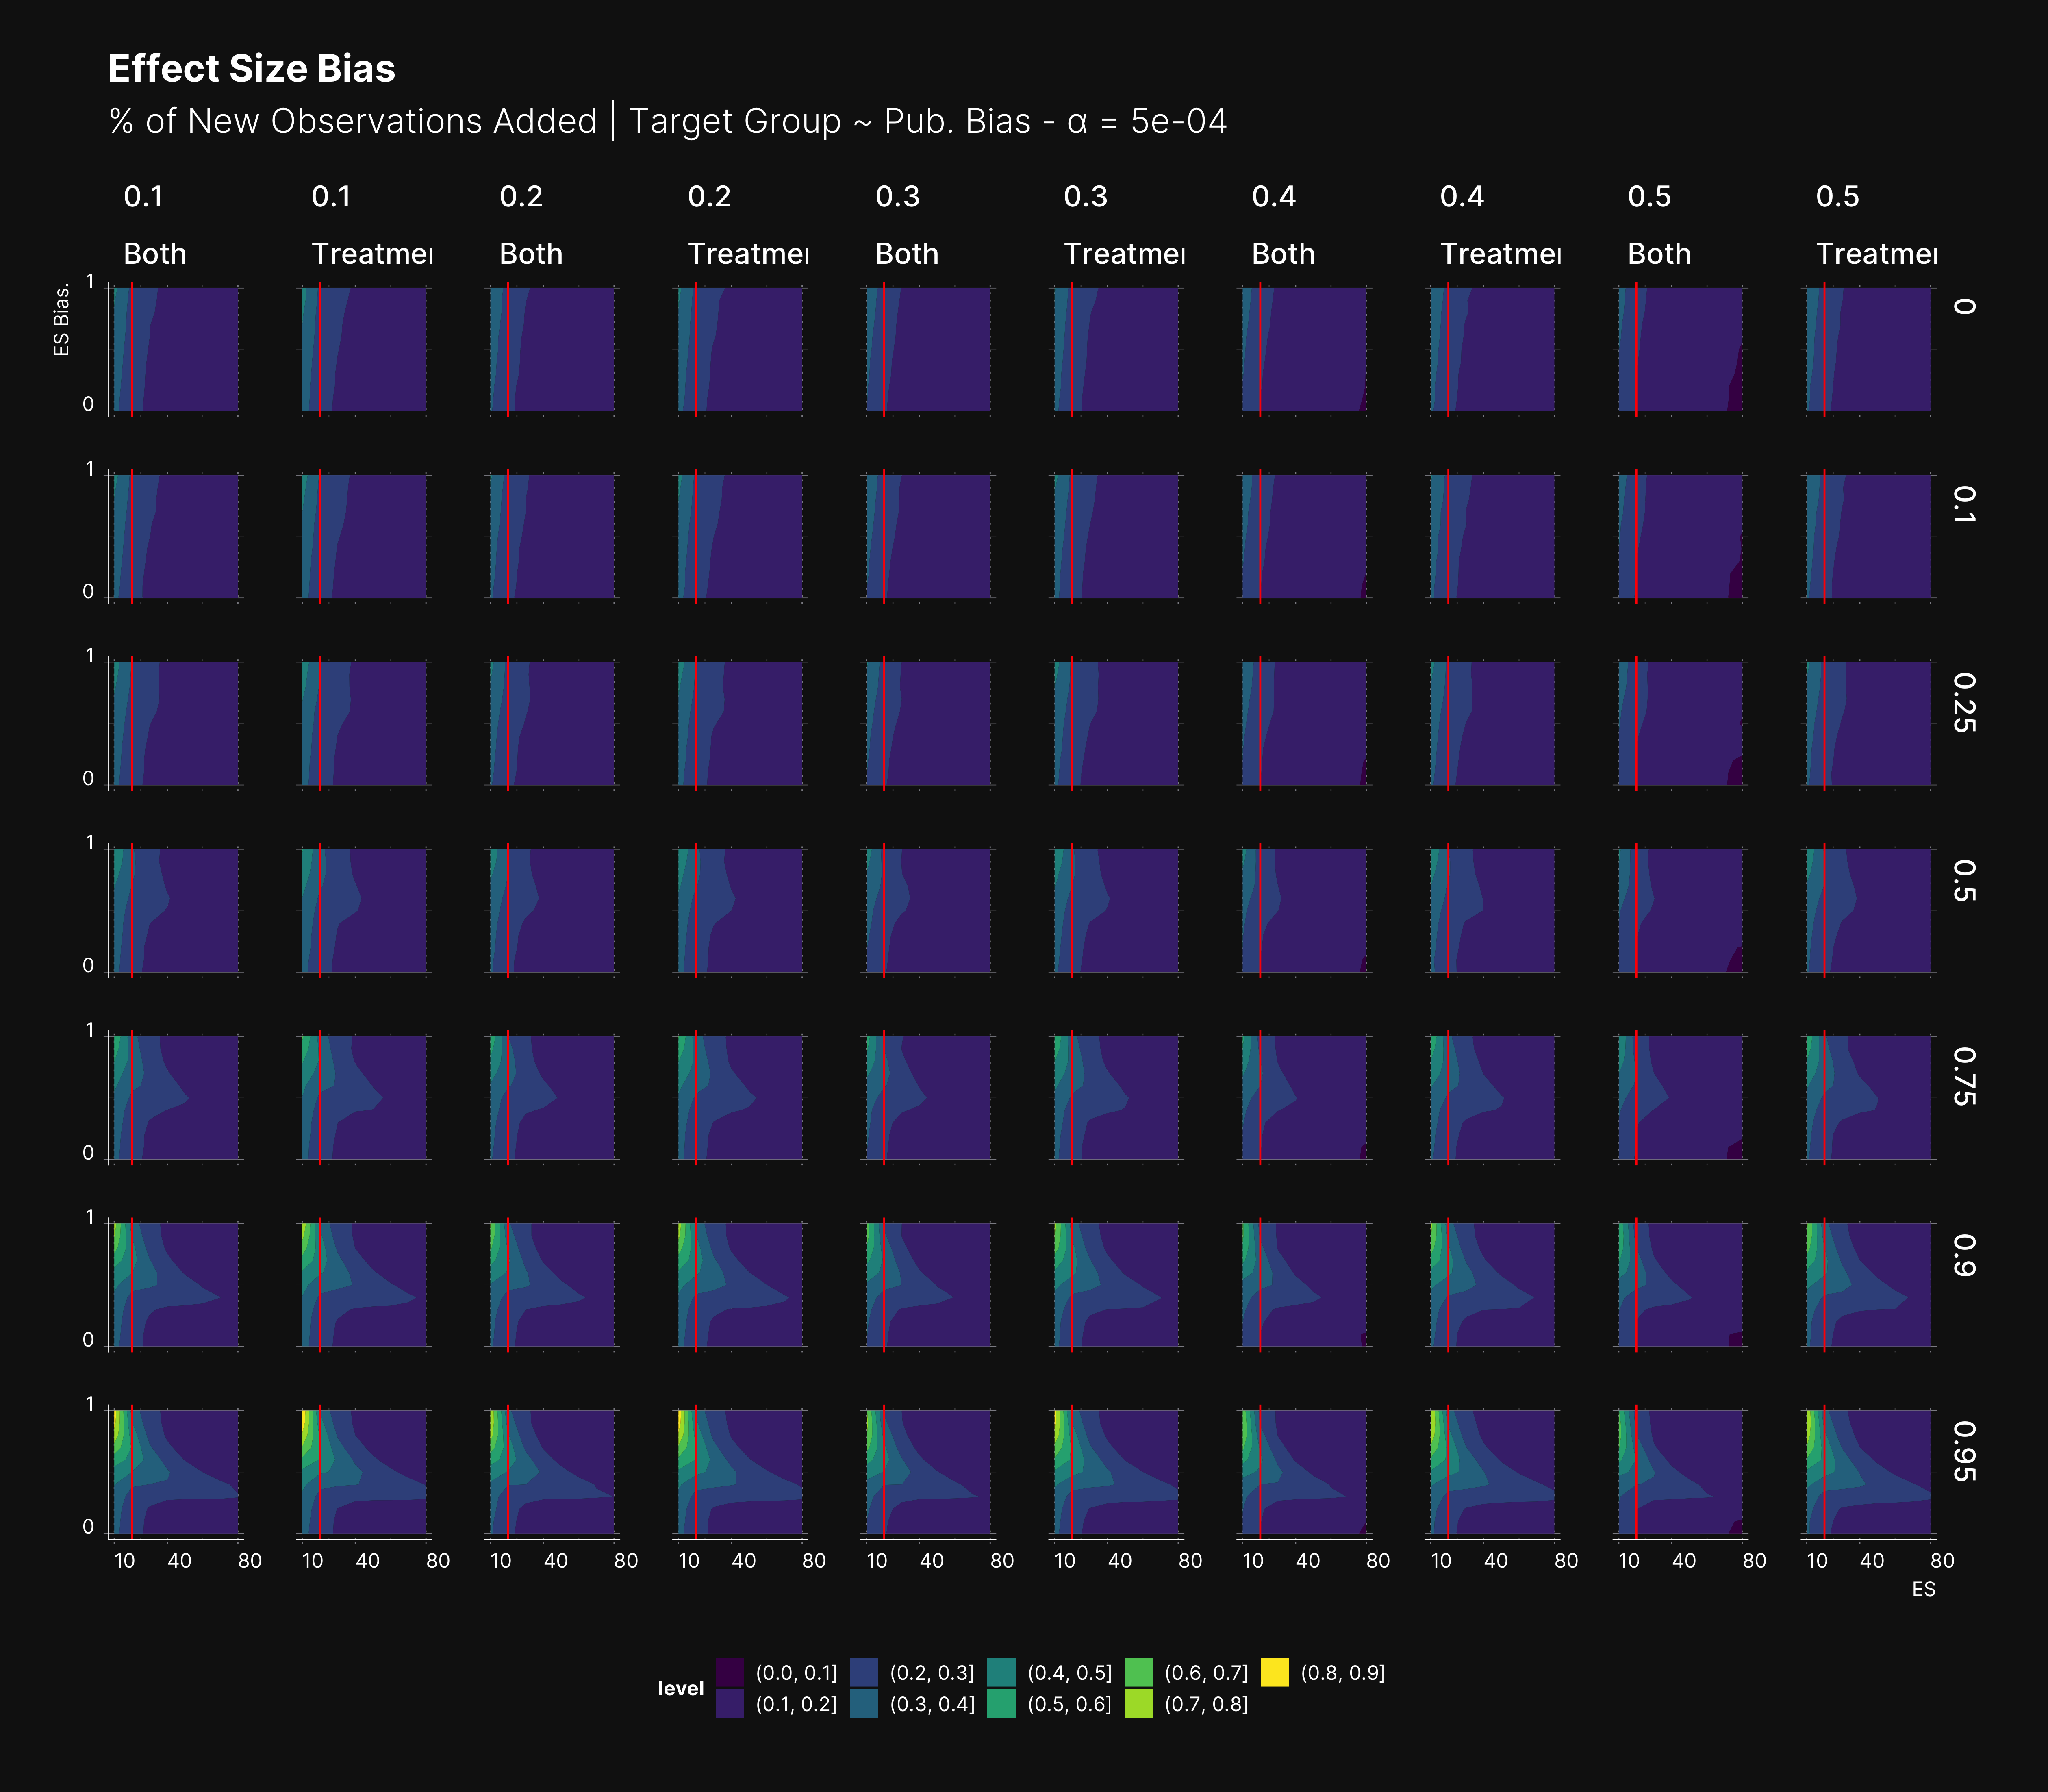 Effect Size Bias
% of New Observations Added | Target Group ~ Pub. Bias - α = 5e-04
0.1 0.1 0.2 0.2 0.3 0.3 0.4 0.4 0.5 0.5
Both Treatmer Both Treatmer Both Treatmer Both Treatmer Both Treatmer
ES Bias.
1
0
0
1
0
0.1
1
0
0.25
1
0
0.5
1
0
0.75
1
0
0.9
1
0
0.95
10 40 80 10 40 80 10 40 80 10 40 80 10 40 80 10 40 80 10 40 80 10 40 80 10 40 80 10 40 80
ES
level
(0.0, 0.1] (0.2, 0.3] (0.4, 0.5] (0.6, 0.7] (0.8, 0.9]
(0.1, 0.2] (0.3, 0.4] (0.5, 0.6] (0.7, 0.8]